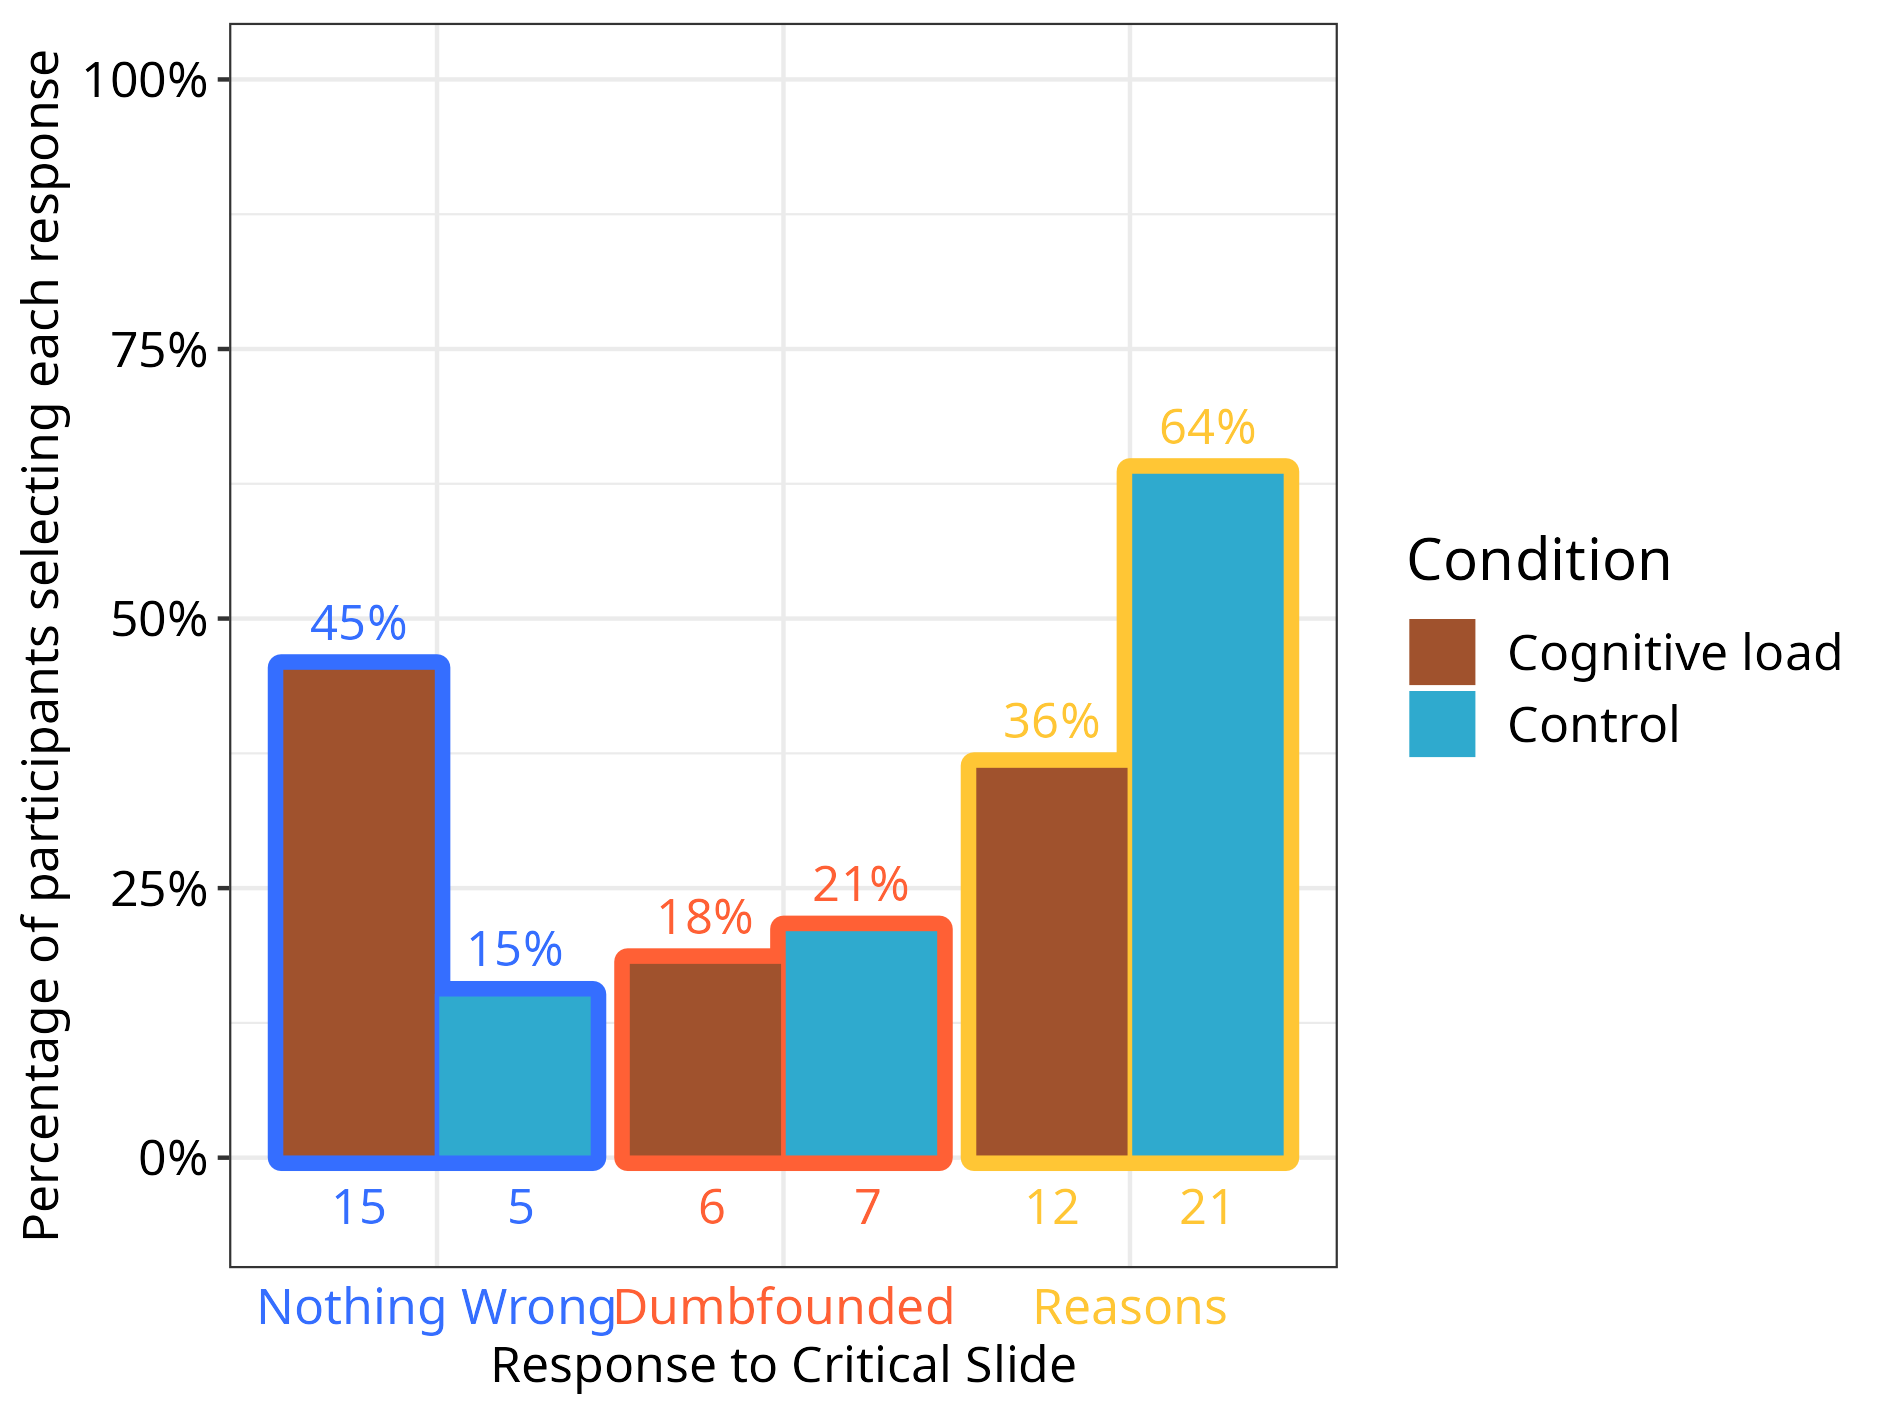 Percentage of participants selecting each response
100%
75%
50%
25%
0%
45%
15%
18%
21%
36%
64%
15 5 6 7 12 21
Nothing Wrong Dumbfounded Reasons
Response to Critical Slide
Condition
Cognitive load
Control